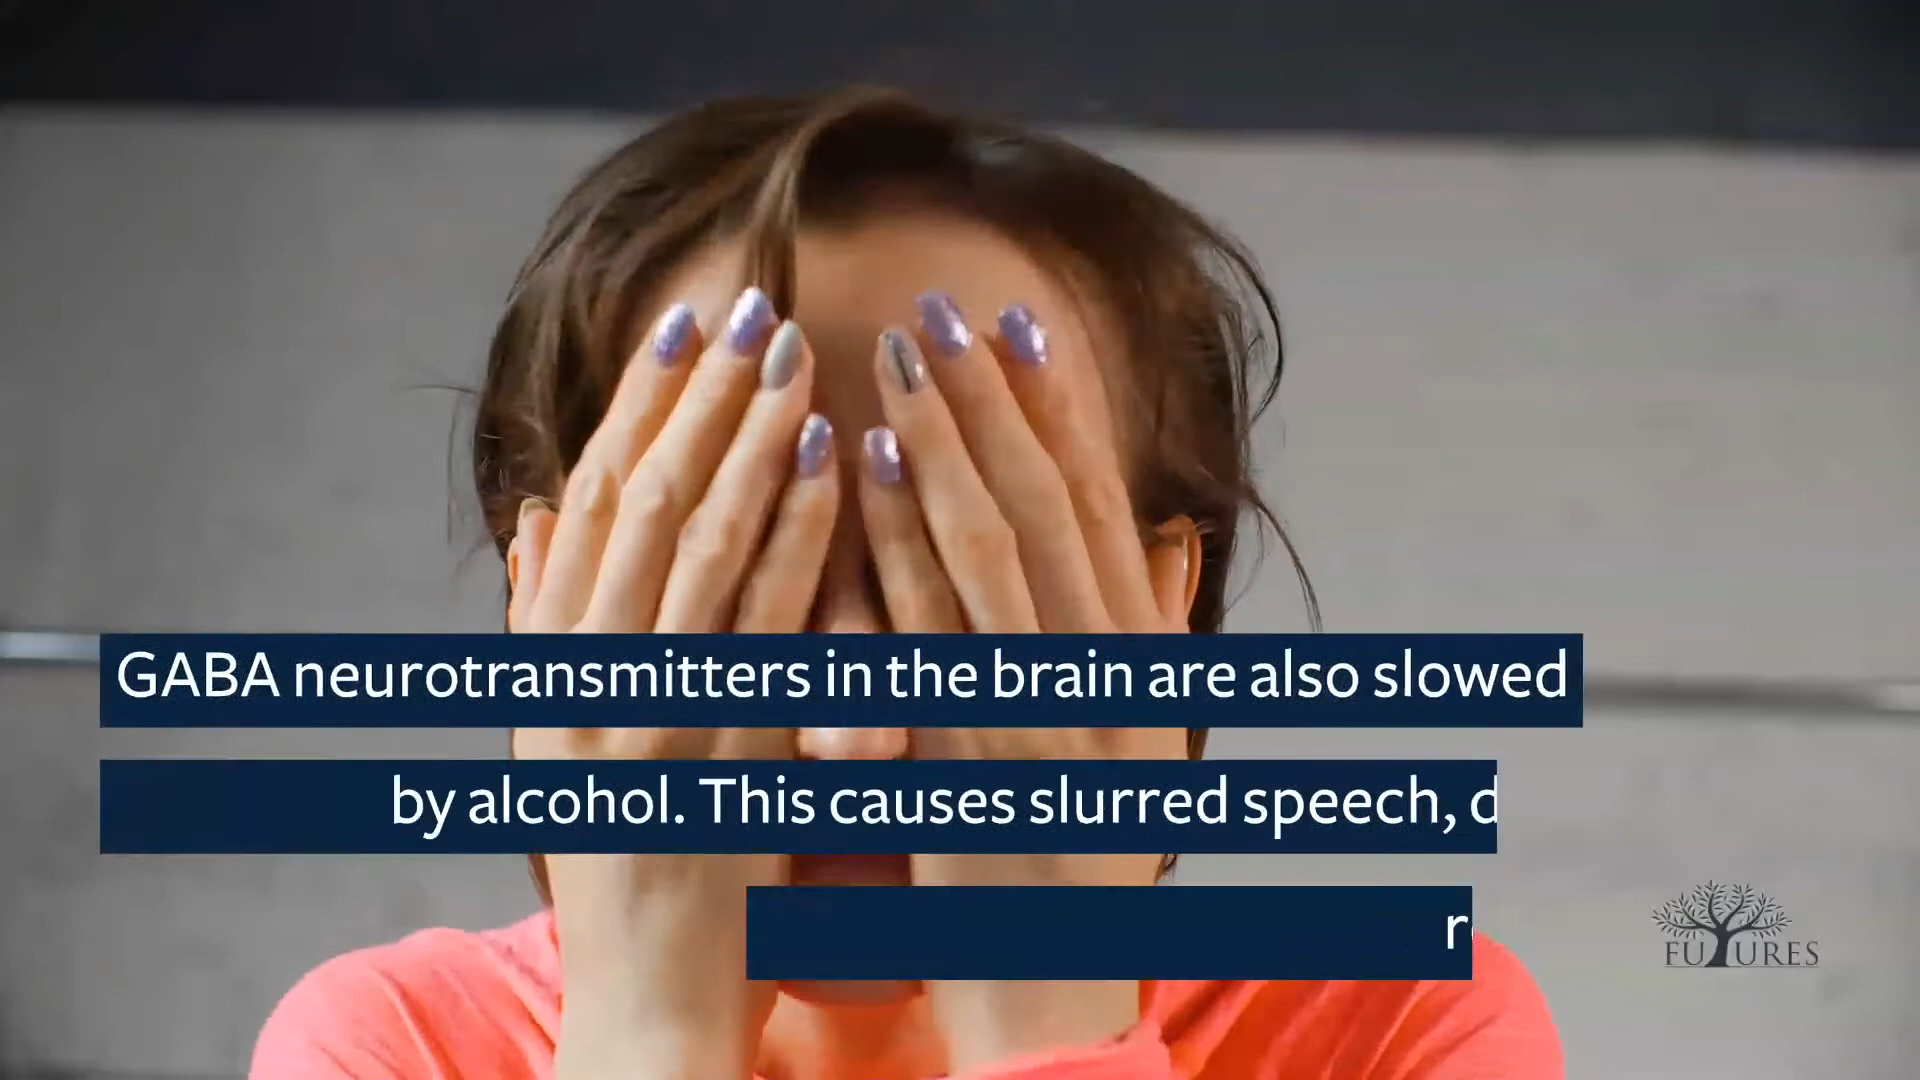 GABA neurotransmitters in the brain are also slowed
by alcohol. This causes slurred speech,
FUTURES